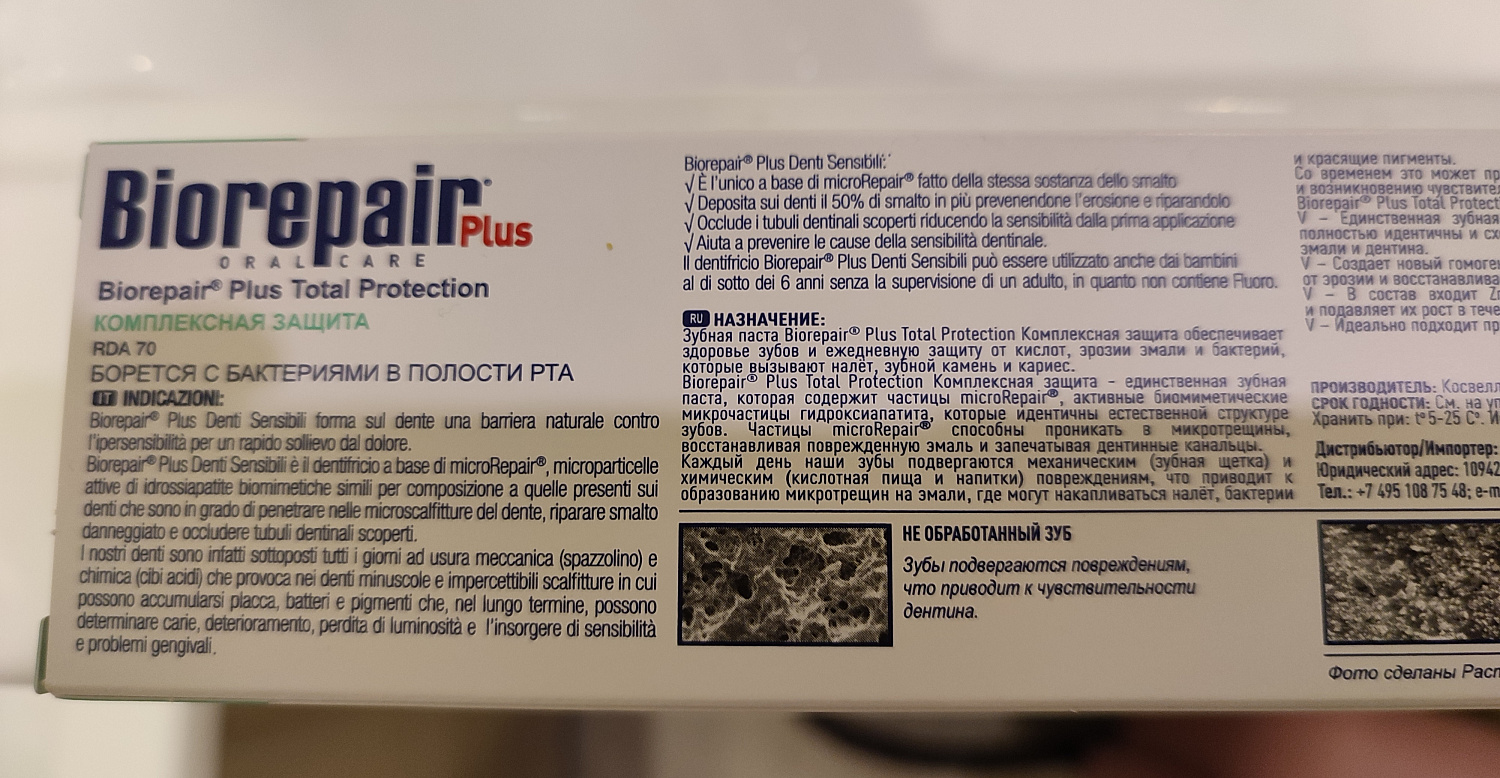 Biorepair®
Plus
ORAL CARE
Biorepair® Plus Total Protection
КОМПЛЕКСНАЯ ЗАЩИТА
RDA 70
БОРЕТСЯ С БАКТЕРИЯМИ В ПОЛОСТИ РТА
IT INDICAZIONI:
Biorepair® Plus Denti Sensibili forma sul dente una barriera naturale contro
l'ipersensibilità per un rapido sollievo dal dolore.
Biorepair® Plus Denti Sensibili è il dentifricio a base di microRepair®, microparticelle
attive di idrossiapatite biomimetiche simili per composizione a quelle presenti sui
denti che sono in grado di penetrare nelle microscalfitture del dente, riparare smalto
danneggiato e occludere tubuli dentinali scoperti.
I nostri denti sono infatti sottoposti tutti i giorni ad usura meccanica (spazzolino) e
chimica (cibi acidi) che provoca nei denti minuscole e impercettibili scalfitture in cui
possono accumularsi placca, batteri e pigmenti che, nel lungo termine, possono
determinare carie, deterioramento, perdita di luminosità e l'insorgere di sensibilità
e problemi gengivali.
Biorepair® Plus Denti Sensibili:
√ È l'unico a base di microRepair® fatto della stessa sostanza dello smalto
√ Deposita sui denti il 50% di smalto in più prevenendone l'erosione e riparandolo
√ Occlude i tubuli dentinali scoperti riducendo la sensibilità dalla prima applicazione
√ Aiuta a prevenire le cause della sensibilità dentinale.
Il dentifricio Biorepair® Plus Denti Sensibili può essere utilizzato anche dai bambini
al di sotto dei 6 anni senza la supervisione di un adulto, in quanto non contiene Fluoro.
RU НАЗНАЧЕНИЕ:
Зубная паста Biorepair® Plus Total Protection Комплексная защита обеспечивает
здоровье зубов и ежедневную защиту от кислот, эрозии эмали и бактерий,
которые вызывают налёт, зубной камень и кариес.
Biorepair® Plus Total Protection Комплексная защита - единственная зубная
паста, которая содержит частицы microRepair®, активные биомиметические
микрочастицы гидроксиапатита, которые идентичны естественной структуре
зубов. Частицы microRepair® способны проникать в микротрещины,
восстанавливая поврежденную эмаль и запечатывая дентинные канальцы.
Каждый день наши зубы подвергаются механическим (зубная щетка) и
химическим (кислотная пища и напитки) повреждениям, что приводит к
образованию микротрещин на эмали, где могут накапливаться налёт, бактерии
НЕ ОБРАБОТАННЫЙ ЗУБ
Зубы подвергаются повреждениям,
что приводит к чувствительности
дентина.
и красящие пигменты.
Со временем это может пр
и возникновению чувствител
Biorepair® Plus Total Protecti
V – Единственная зубная
полностью идентичны и сх
эмали и дентина.
V – Создает новый гомоген
от эрозии и восстанавлива
V – В состав входит Zn
и подавляет их рост в тече
V – Идеально подходит пр
ПРОИЗВОДИТЕЛЬ: Косвелл
СРОК ГОДНОСТИ: См. на уп
Хранить при: t° 5-25 C°. И
Дистрибьютор/Импортер:
Юридический адрес: 10942
Тел.: +7 495 108 75 48; e-m
Фото сделаны Расп